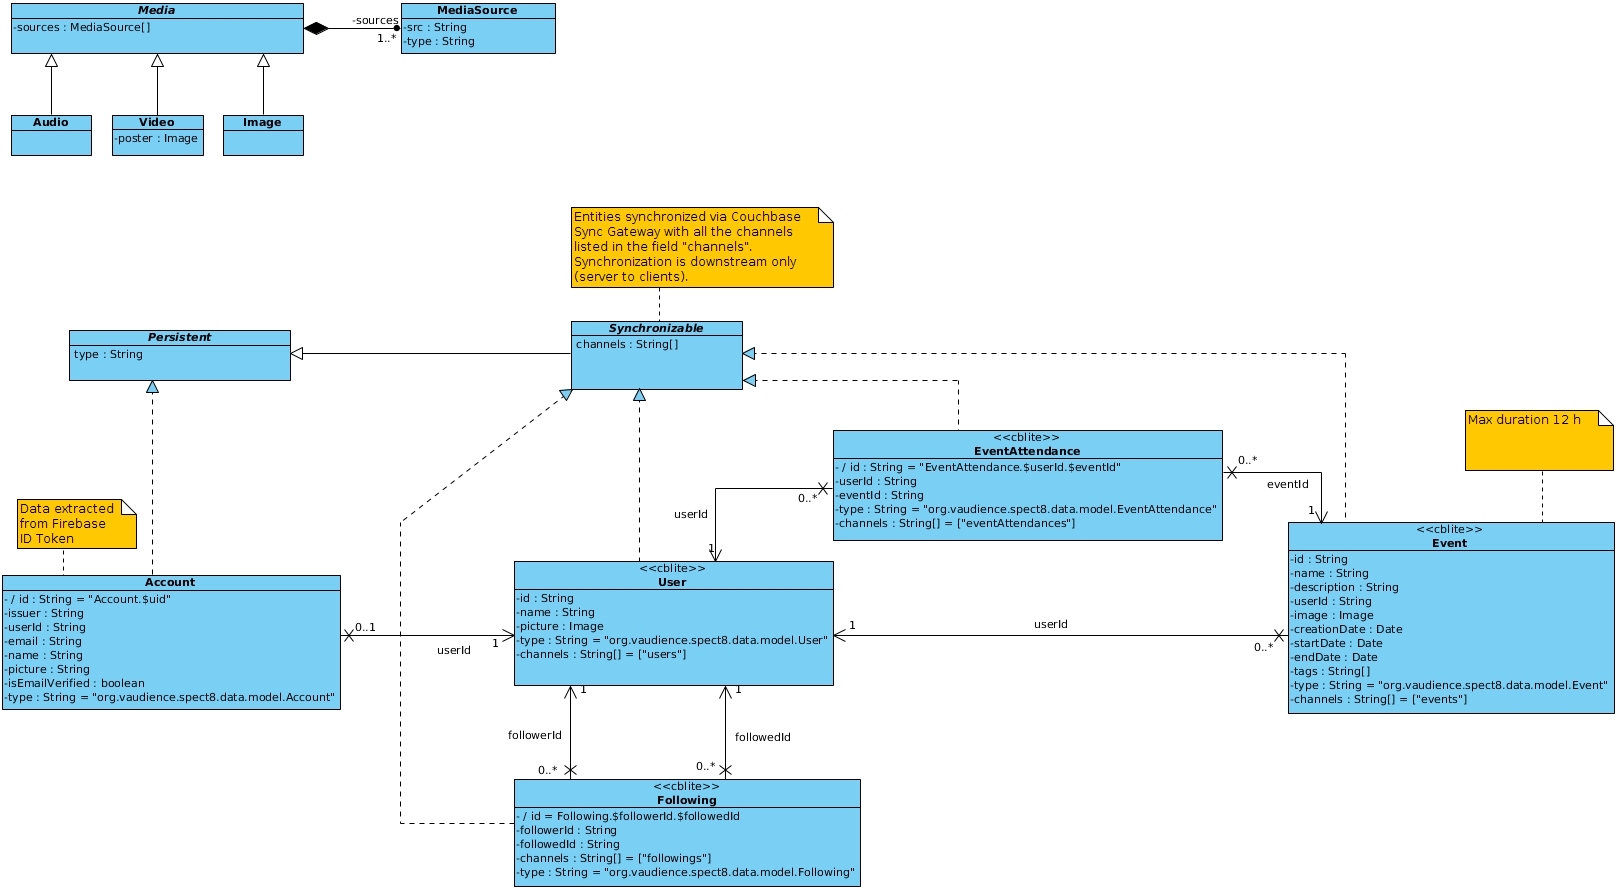 Media
-sources : MediaSource[]
-sources
1..*
MediaSource
-src : String
-type : String
Audio
Video
-poster : Image
Image
Entities synchronized via Couchbase
Sync Gateway with all the channels
listed in the field "channels".
Synchronization is downstream only
(server to clients).
Persistent
type : String
Synchronizable
channels : String[]
Max duration 12 h
<<cblite>>
EventAttendance
- / id : String = "EventAttendance.$userId.$eventId"
-userId : String
-eventId : String
-type : String = "org.vaudience.spect8.data.model.EventAttendance"
-channels : String[] = ["eventAttendances"]
0..*
eventId
1
0..*
userId
1
Data extracted
from Firebase
ID Token
Account
- / id : String = "Account.$uid"
-issuer : String
-userId : String
-email : String
-name : String
-picture : String
-isEmailVerified : boolean
-type : String = "org.vaudience.spect8.data.model.Account"
0..1
userId
1
<<cblite>>
User
-id : String
-name : String
-picture : Image
-type : String = "org.vaudience.spect8.data.model.User"
-channels : String[] = ["users"]
1
userId
0..*
<<cblite>>
Event
-id : String
-name : String
-description : String
-userId : String
-image : Image
-creationDate : Date
-startDate : Date
-endDate : Date
-tags : String[]
-type : String = "org.vaudience.spect8.data.model.Event"
-channels : String[] = ["events"]
1
followerId
0..*
1
followedId
0..*
<<cblite>>
Following
- / id = Following.$followerId.$followedId
-followerId : String
-followedId : String
-channels : String[] = ["followings"]
-type : String = "org.vaudience.spect8.data.model.Following"